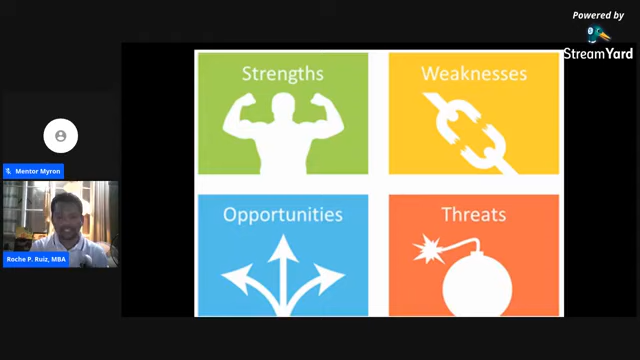 Powered by
StreamYard
Strengths
Weaknesses
Opportunities
Threats
Mentor Myron
Roche P. Ruiz, MBA